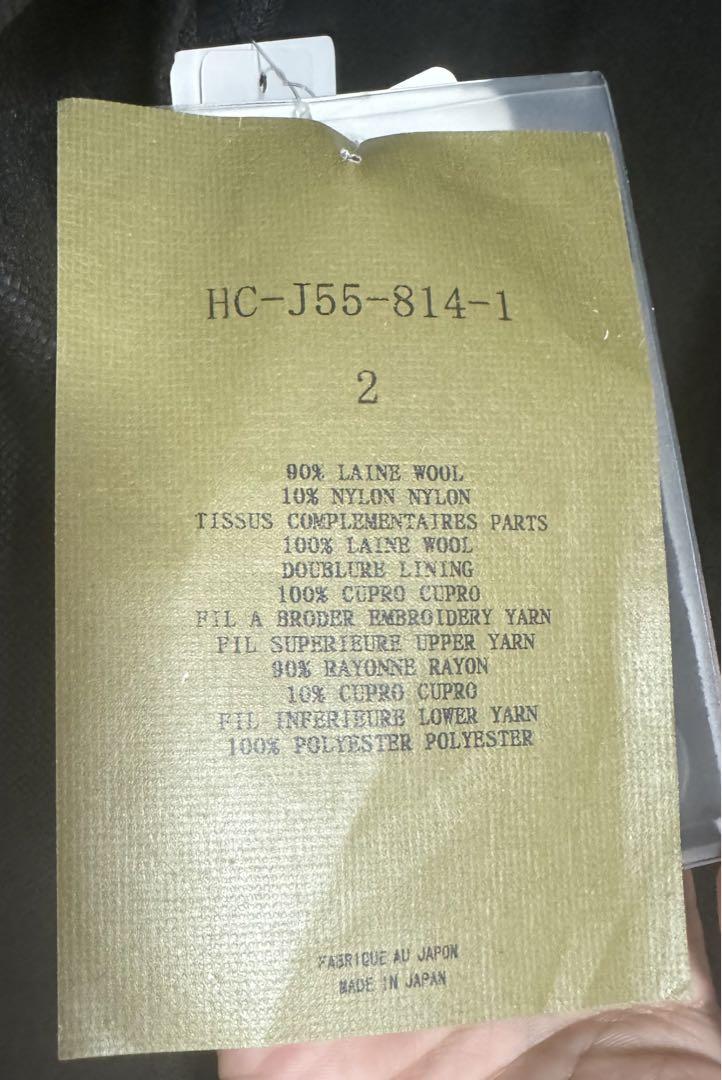 HC-J55-814-1
2
90% LAINE WOOL
10% NYLON NYLON
TISSUS COMPLEMENTAIRES PARTS
100% LAINE WOOL
DOUBLURE LINING
100% CUPRO CUPRO
FIL A BRODER EMBROIDERY YARN
FIL SUPERIEURE UPPER YARN
90% RAYONNE RAYON
10% CUPRO CUPRO
FIL INFERIEURE LOWER YARN
100% POLYESTER POLYESTER
FABRIQUE AU JAPON
MADE IN JAPAN